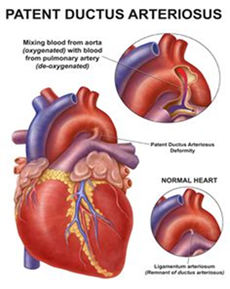 PATENT DUCTUS ARTERIOSUS
Mixing blood from aorta
(oxygenated) with blood
from pulmonary artery
(de-oxygenated)
Patent Ductus Arteriosus
Deformity
NORMAL HEART
Ligamentum arteriosum
(Remnant of ductus arteriosus)